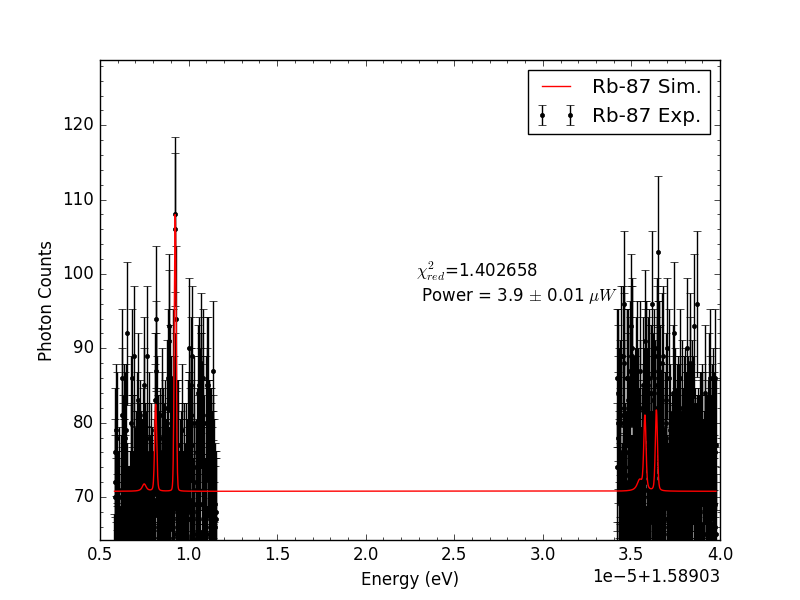 Rb-87 Sim.
Rb-87 Exp.
120
110
100
90
80
70
Photon Counts
χ²_red=1.402658
Power = 3.9 ± 0.01 μW
0.5 1.0 1.5 2.0 2.5 3.0 3.5 4.0
Energy (eV)
1e−5+1.58903